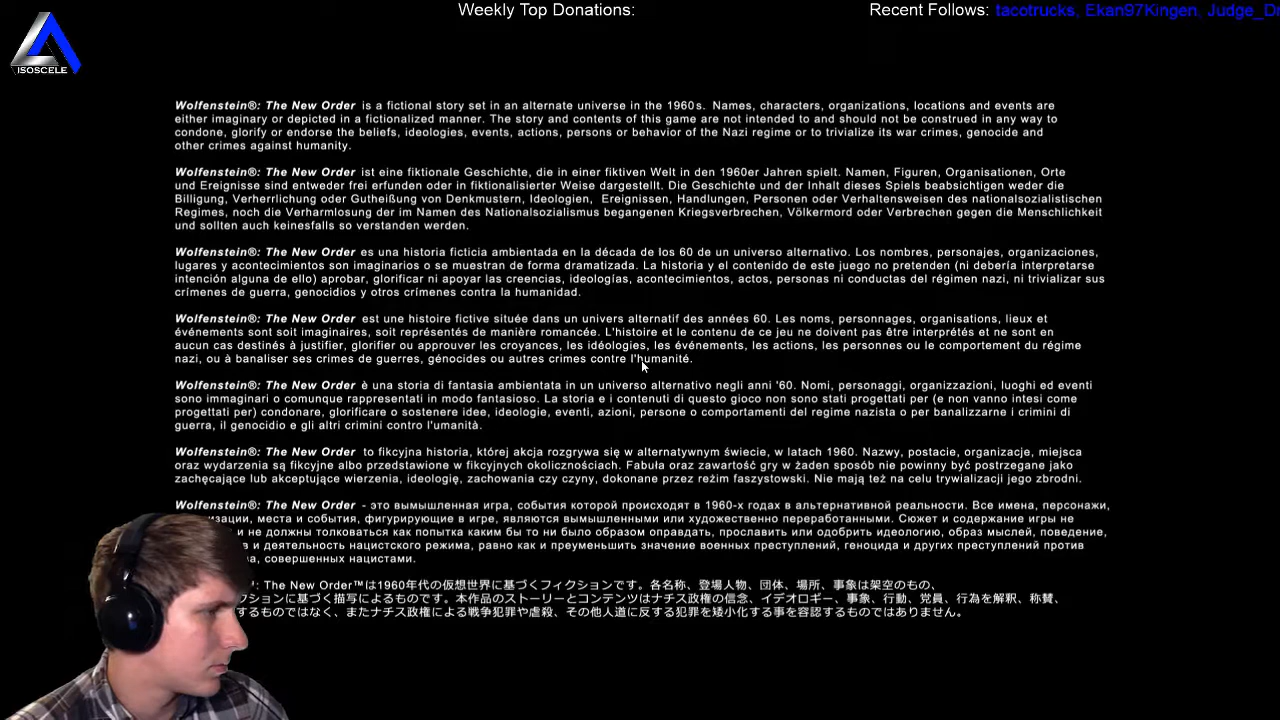 Weekly Top Donations:
Recent Follows: tacotrucks, Ekan97Kingen, Judge_Dr
ISOSCELE
Wolfenstein®: The New Order is a fictional story set in an alternate universe in the 1960s. Names, characters, organizations, locations and events are
either imaginary or depicted in a fictionalized manner. The story and contents of this game are not intended to and should not be construed in any way to
condone, glorify or endorse the beliefs, ideologies, events, actions, persons or behavior of the Nazi regime or to trivialize its war crimes, genocide and
other crimes against humanity.
Wolfenstein®: The New Order ist eine fiktionale Geschichte, die in einer fiktiven Welt in den 1960er Jahren spielt. Namen, Figuren, Organisationen, Orte
und Ereignisse sind entweder frei erfunden oder in fiktionalisierter Weise dargestellt. Die Geschichte und der Inhalt dieses Spiels beabsichtigen weder die
Billigung, Verherrlichung oder Gutheißung von Denkmustern, Ideologien, Ereignissen, Handlungen, Personen oder Verhaltensweisen des nationalsozialistischen
Regimes, noch die Verharmlosung der im Namen des Nationalsozialismus begangenen Kriegsverbrechen, Völkermord oder Verbrechen gegen die Menschlichkeit
und sollten auch keinesfalls so verstanden werden.
Wolfenstein®: The New Order es una historia ficticia ambientada en la década de los 60 de un universo alternativo. Los nombres, personajes, organizaciones,
lugares y acontecimientos son imaginarios o se muestran de forma dramatizada. La historia y el contenido de este juego no pretenden (ni debería interpretarse
intención alguna de ello) aprobar, glorificar ni apoyar las creencias, ideologías, acontecimientos, actos, personas ni conductas del régimen nazi, ni trivializar sus
crímenes de guerra, genocidios y otros crímenes contra la humanidad.
Wolfenstein®: The New Order est une histoire fictive située dans un univers alternatif des années 60. Les noms, personnages, organisations, lieux et
événements sont soit imaginaires, soit représentés de manière romancée. L'histoire et le contenu de ce jeu ne doivent pas être interprétés et ne sont en
aucun cas destinés à justifier, glorifier ou approuver les croyances, les idéologies, les événements, les actions, les personnes ou le comportement du régime
nazi, ou à banaliser ses crimes de guerres, génocides ou autres crimes contre l'humanité.
Wolfenstein®: The New Order è una storia di fantasia ambientata in un universo alternativo negli anni '60. Nomi, personaggi, organizzazioni, luoghi ed eventi
sono immaginari o comunque rappresentati in modo fantasioso. La storia e i contenuti di questo gioco non sono stati progettati per (e non vanno intesi come
progettati per) condonare, glorificare o sostenere idee, ideologie, eventi, azioni, persone o comportamenti del regime nazista o per banalizzarne i crimini di
guerra, il genocidio e gli altri crimini contro l'umanità.
Wolfenstein®: The New Order to fikcyjna historia, której akcja rozgrywa się w alternatywnym świecie, w latach 1960. Nazwy, postacie, organizacje, miejsca
oraz wydarzenia są fikcyjne albo przedstawione w fikcyjnych okolicznościach. Fabuła oraz zawartość gry w żaden sposób nie powinny być postrzegane jako
zachęcające lub akceptujące wierzenia, ideologię, zachowania czy czyny, dokonane przez reżim faszystowski. Nie mają też na celu trywializacji jego zbrodni.
Wolfenstein®: The New Order - это вымышленная игра, события которой происходят в 1960-х годах в альтернативной реальности. Все имена, персонажи,
изации, места и события, фигурирующие в игре, являются вымышленными или художественно переработанными. Сюжет и содержание игры не
и не должны толковаться как попытка каким бы то ни было образом оправдать, прославить или одобрить идеологию, образ мыслей, поведение,
и деятельность нацистского режима, равно как и преуменьшить значение военных преступлений, геноцида и других преступлений против
совершенных нацистами.
: The New Order™は1960年代の仮想世界に基づくフィクションです。各名称、登場人物、団体、場所、事象は架空のもの、
クションに基づく描写によるものです。本作品のストーリーとコンテンツはナチス政権の信念、イデオロギー、事象、行動、党員、行為を解釈、称賛、
するものではなく、またナチス政権による戦争犯罪や虐殺、その他人道に反する犯罪を矮小化する事を容認するものではありません。